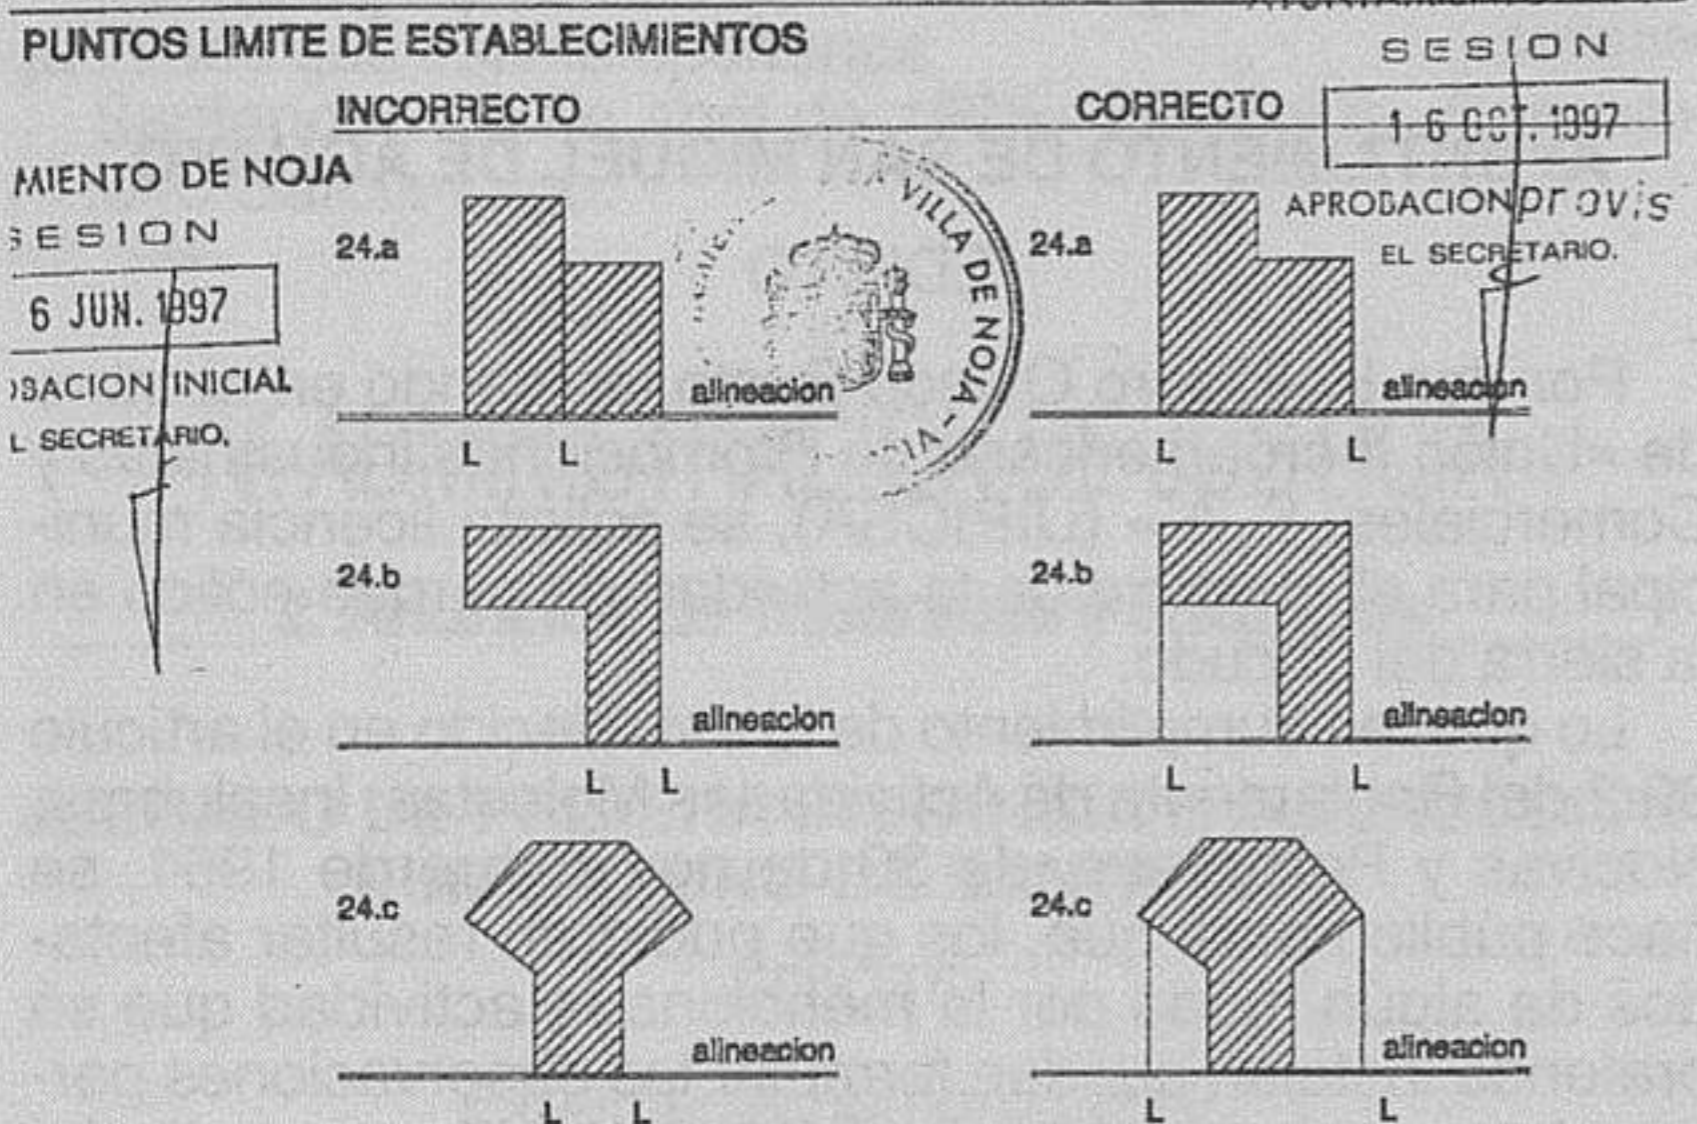 PUNTOS LIMITE DE ESTABLECIMIENTOS
SESION
INCORRECTO
CORRECTO
16 OCT. 1997
MIENTO DE NOJA
APROBACION provis
SESION
EL SECRETARIO.
24.a
VILLA DE NOJA
24.a
6 JUN. 1997
BACION INICIAL
alineacion
alineacion
L SECRETARIO.
L L
L L
24.b
24.b
alineacion
alineacion
L L
L L
24.c
24.c
alineacion
alineacion
L L
L L